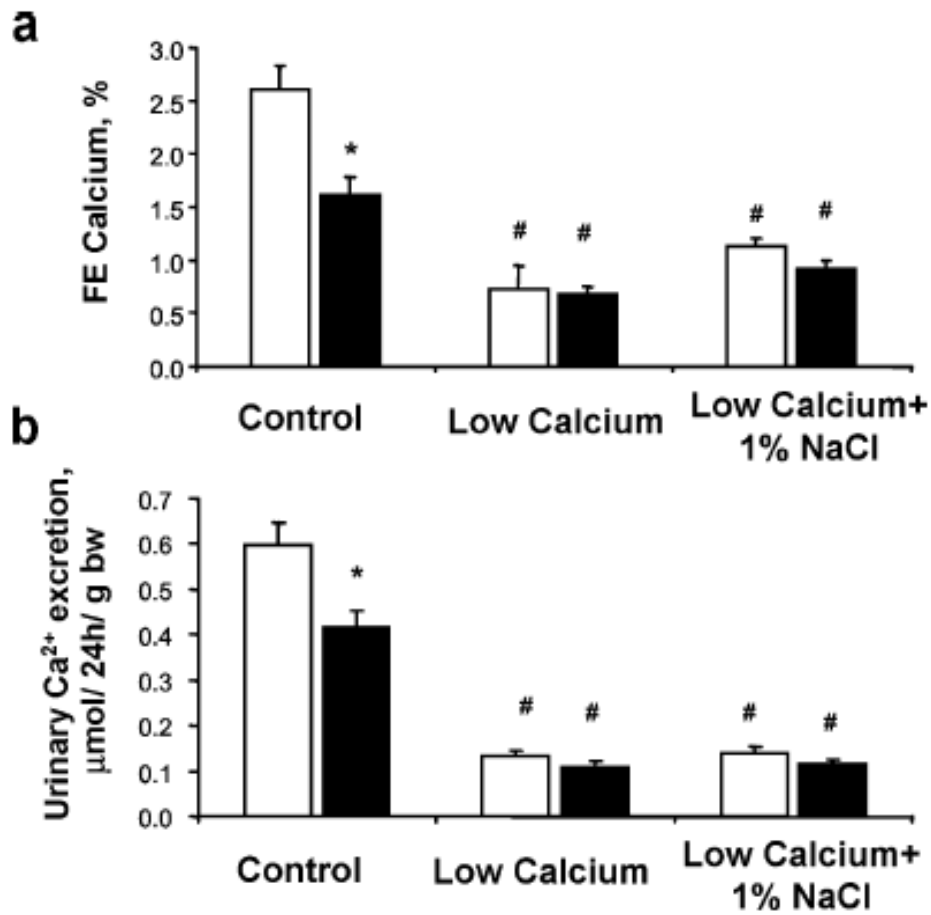 a
FE Calcium, %
3.0
2.5
2.0
1.5
1.0
0.5
0.0
*
#
#
#
#
Control
Low Calcium
Low Calcium+
1% NaCl
b
Urinary Ca²⁺ excretion,
μmol/ 24h/ g bw
0.7
0.6
0.5
0.4
0.3
0.2
0.1
0.0
*
#
#
#
#
Control
Low Calcium
Low Calcium+
1% NaCl